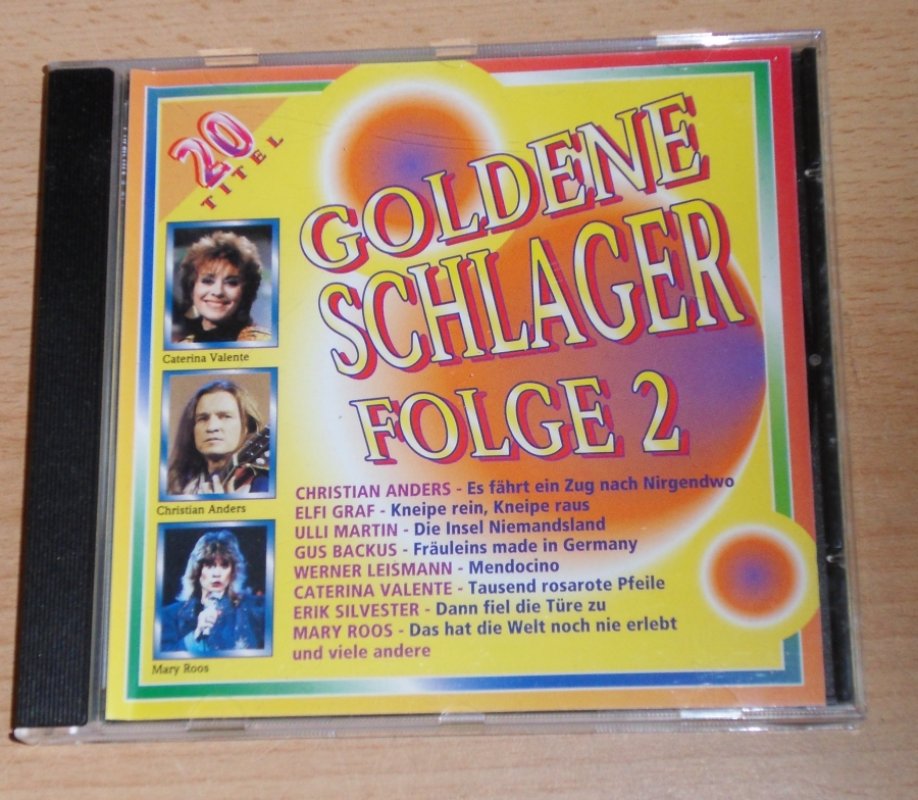 20
TITEL
GOLDENE
SCHLAGER
FOLGE 2
Caterina Valente
Christian Anders
Mary Roos
CHRISTIAN ANDERS - Es fährt ein Zug nach Nirgendwo
ELFI GRAF - Kneipe rein, Kneipe raus
ULLI MARTIN - Die Insel Niemandsland
GUS BACKUS - Fräuleins made in Germany
WERNER LEISMANN - Mendocino
CATERINA VALENTE - Tausend rosarote Pfeile
ERIK SILVESTER - Dann fiel die Türe zu
MARY ROOS - Das hat die Welt noch nie erlebt
und viele andere